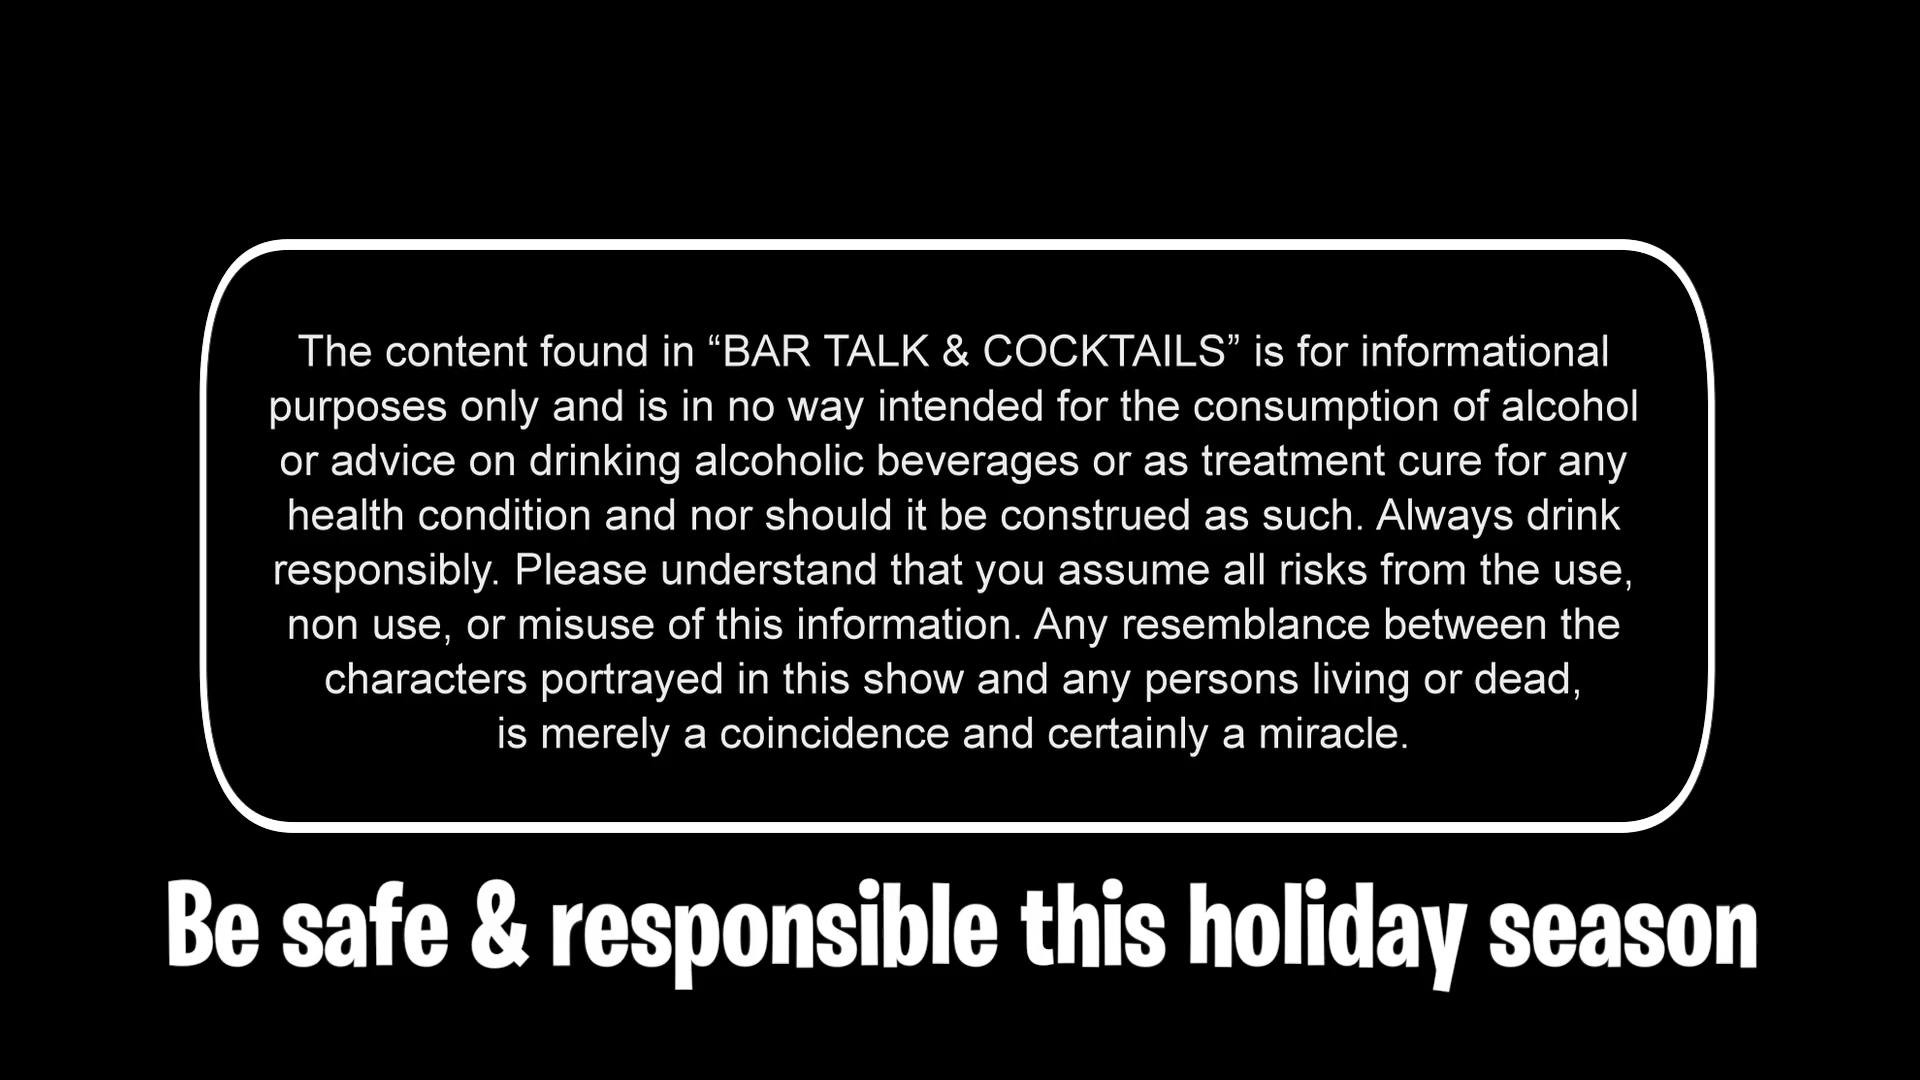 The content found in “BAR TALK & COCKTAILS” is for informational
purposes only and is in no way intended for the consumption of alcohol
or advice on drinking alcoholic beverages or as treatment cure for any
health condition and nor should it be construed as such. Always drink
responsibly. Please understand that you assume all risks from the use,
non use, or misuse of this information. Any resemblance between the
characters portrayed in this show and any persons living or dead,
is merely a coincidence and certainly a miracle.
Be safe & responsible this holiday season